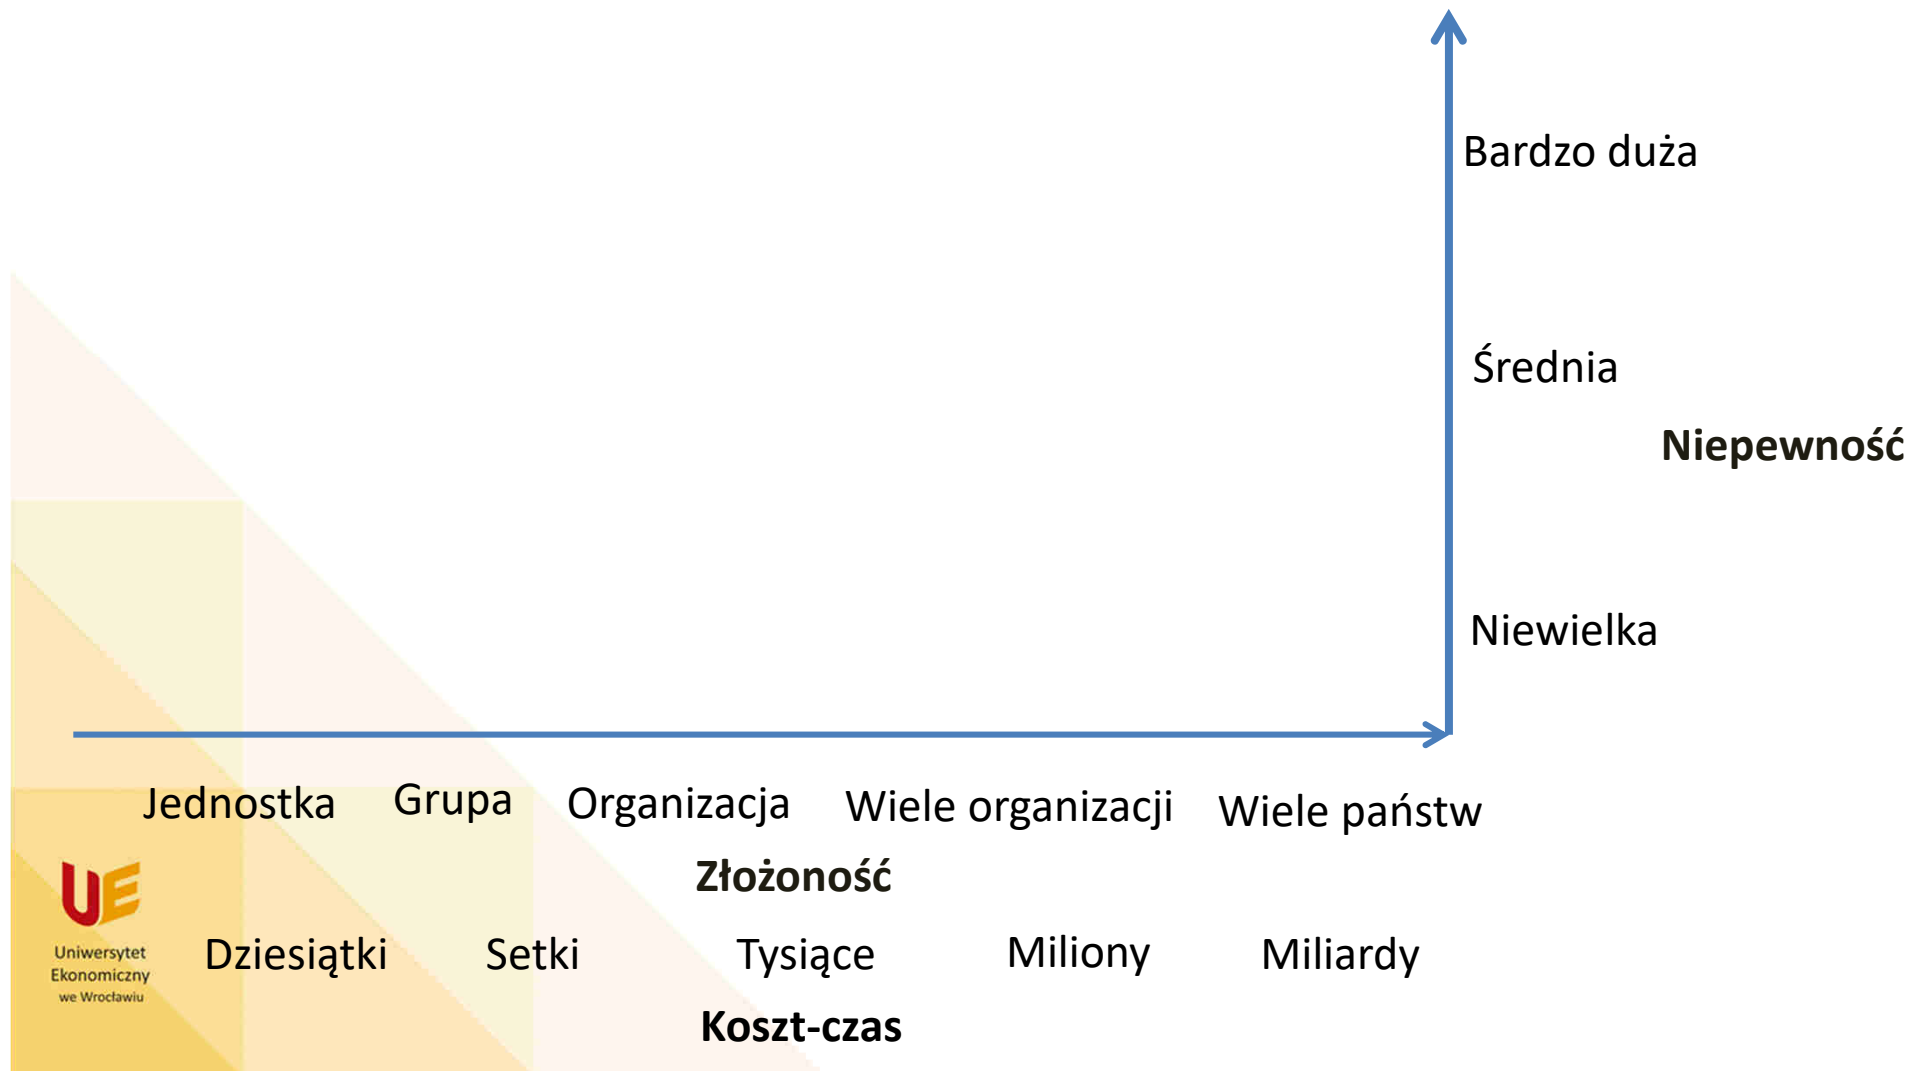 Bardzo duża
Średnia
Niepewność
Niewielka
Jednostka Grupa Organizacja Wiele organizacji Wiele państw
Złożoność
Dziesiątki Setki Tysiące Miliony Miliardy
Koszt-czas
UE
Uniwersytet
Ekonomiczny
we Wrocławiu